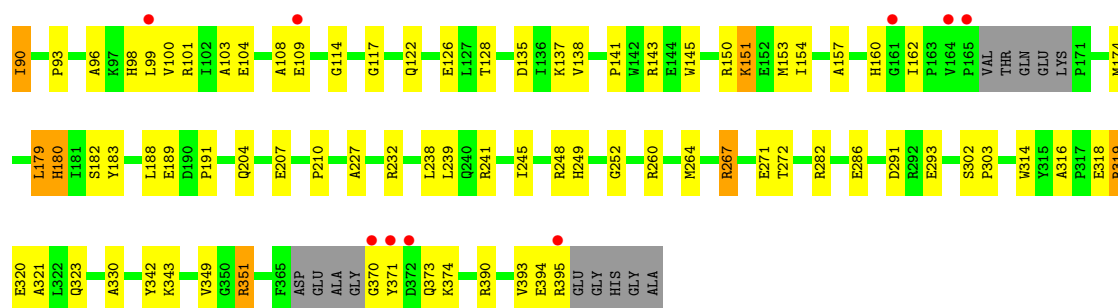 I90 P93 A96 K97 H98 L99 V100 R101 I102 A103 E104 A108 E109 G114 G117 Q122 E126 L127 T128 D135 I136 K137 V138 P141 W142 R143 E144 W145 R150 K151 E152 M153 I154 A157 H160 G161 I162 P163 V164 P165 VAL THR GLN GLU LYS P171 M174
L179 H180 I181 S182 Y183 L188 E189 D190 P191 Q204 E207 P210 A227 R232 L238 L239 Q240 R241 I245 R248 H249 G252 R260 M264 R267 E271 T272 R282 E286 D291 R292 E293 S302 P303 W314 Y315 A316 P317 E318 R319
E320 A321 L322 Q323 A330 Y342 K343 V349 G350 R351 F365 ASP GLU ALA GLY G370 Y371 D372 Q373 K374 R390 V393 E394 R395 GLU GLY HIS GLY ALA